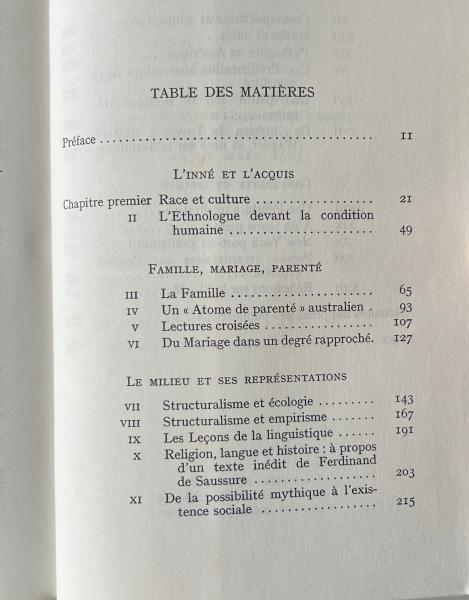 TABLE DES MATIÈRES
Préface . . . . . . . . . . . . . . . . . . . . . . . . . . . . . . . . . . . . . 11
L'INNÉ ET L'ACQUIS
Chapitre premier Race et culture . . . . . . . . . . . . . . . . . . 21
II L'Ethnologue devant la condition
humaine . . . . . . . . . . . . . . . . . . . . . . 49
FAMILLE, MARIAGE, PARENTÉ
III La Famille . . . . . . . . . . . . . . . . . . . . . . 65
IV Un « Atome de parenté » australien . 93
V Lectures croisées . . . . . . . . . . . . . . . . 107
VI Du Mariage dans un degré rapproché. 127
LE MILIEU ET SES REPRÉSENTATIONS
VII Structuralisme et écologie . . . . . . . . . 143
VIII Structuralisme et empirisme . . . . . . . 167
IX Les Leçons de la linguistique . . . . . . 191
X Religion, langue et histoire : à propos
d'un texte inédit de Ferdinand
de Saussure . . . . . . . . . . . . . . . . . . 203
XI De la possibilité mythique à l'exis-
tence sociale . . . . . . . . . . . . . . . . . 215